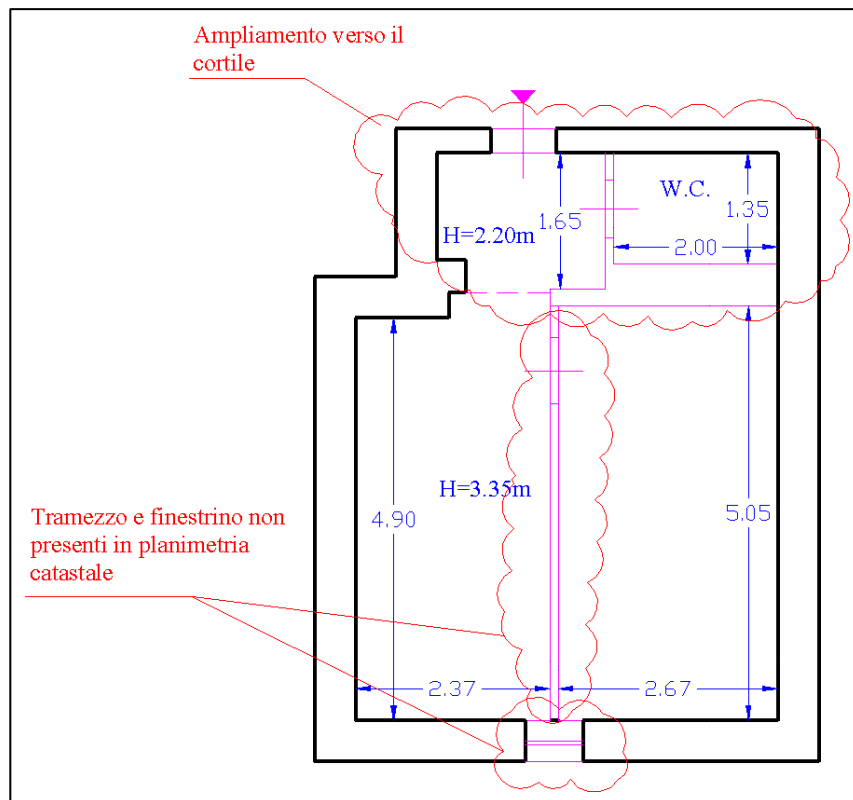 Ampliamento verso il
cortile
W.C.
1.65
1.35
H=2.20m
2.00
H=3.35m
4.90
5.05
Tramezzo e finestrino non
presenti in planimetria
catastale
2.37
2.67